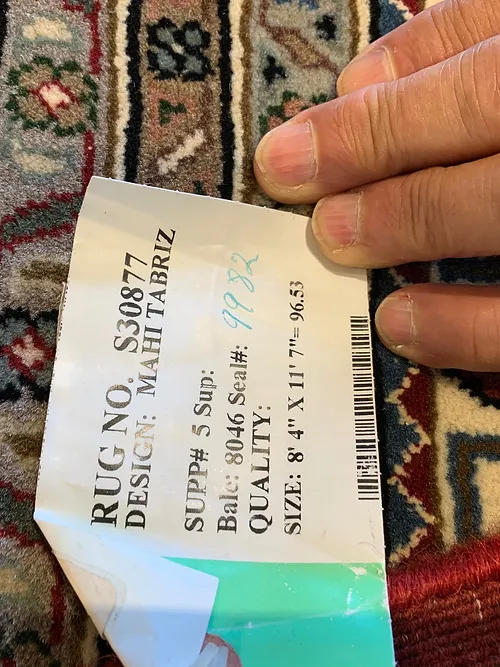 RUG NO. S30877
DESIGN: MAHI TABRIZ
SUPP# 5 Sup:
Balc: 8046 Seal#: 9982
QUALITY:
SIZE: 8' 4" X 11' 7"= 96.53